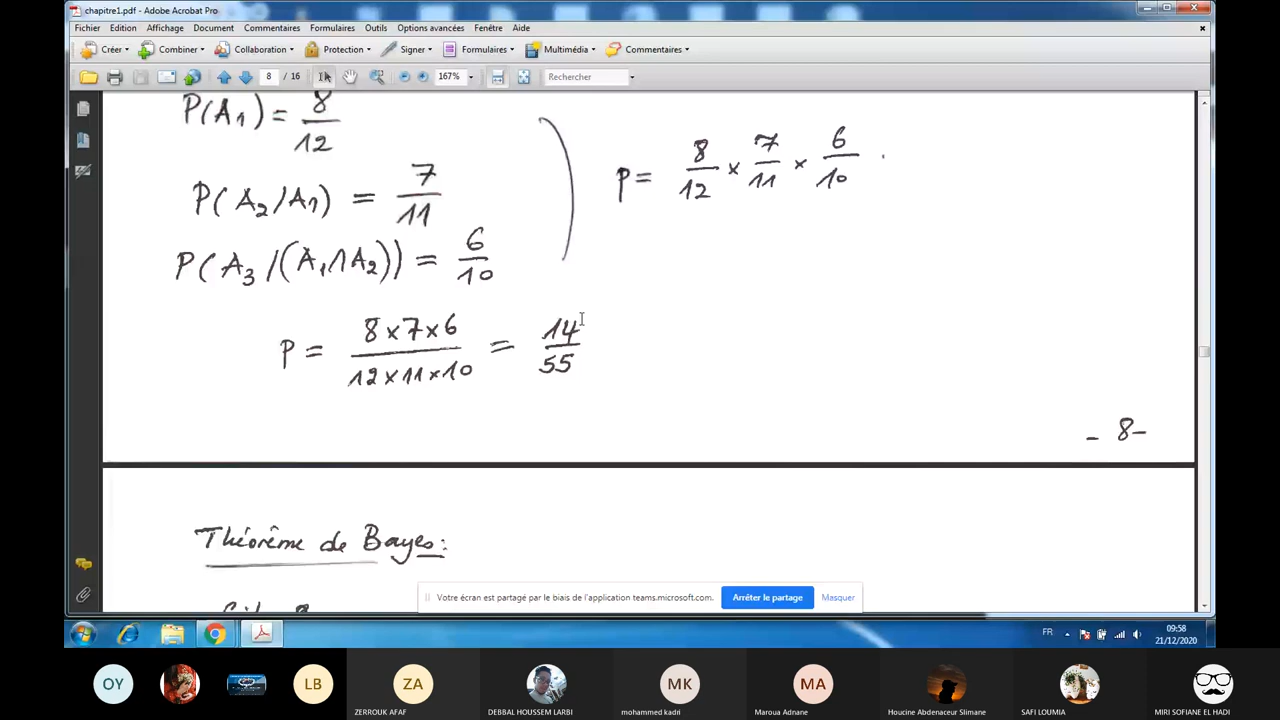 chapitre1.pdf - Adobe Acrobat Pro
Fichier Edition Affichage Document Commentaires Formulaires Outils Options avancées Fenêtre Aide
Créer Combiner Collaboration Protection Signer Formulaires Multimédia Commentaires
8 / 16 167% Rechercher
P(A1) = 8/12
P(A2/A1) = 7/11
P(A3/(A1∩A2)) = 6/10
P = 8/12 × 7/11 × 6/10 .
P = 8×7×6 / 12×11×10 = 14/55
- 8 -
Théorème de Bayes:
Votre écran est partagé par le biais de l'application teams.microsoft.com. Arrêter le partage Masquer
FR 09:58
21/12/2020
OY LB ZA MK MA
ZERROUK AFAF DEBBAL HOUSSEM LARBI mohammed kadri Maroua Adnane Houcine Abdenaceur Slimane SAFI LOUMIA MIRI SOFIANE EL HADI